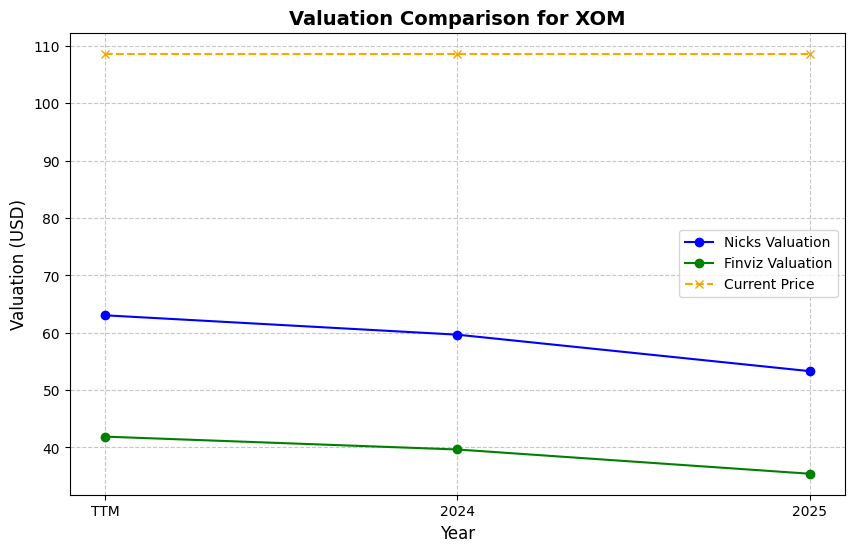 Valuation Comparison for XOM
Valuation (USD)
110
100
90
80
70
60
50
40
Nicks Valuation
Finviz Valuation
Current Price
TTM
2024
2025
Year